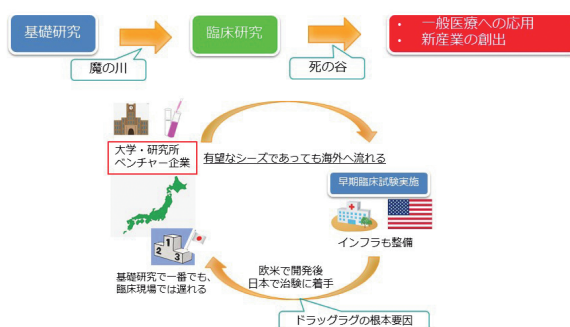 基礎研究
臨床研究
・ 一般医療への応用
・ 新産業の創出
魔の川
死の谷
大学・研究所
ベンチャー企業
有望なシーズであっても海外へ流れる
早期臨床試験実施
インフラも整備
1
2
3
基礎研究で一番でも、
臨床現場では遅れる
欧米で開発後
日本で治験に着手
ドラッグラグの根本要因